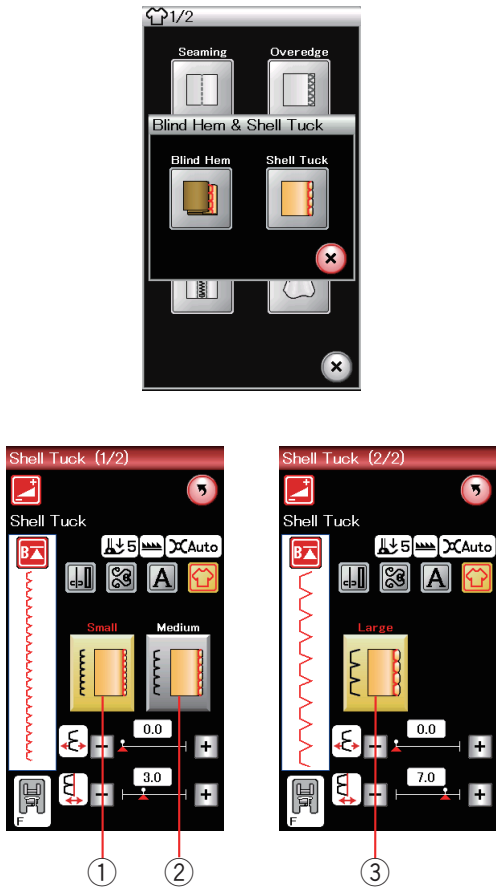 1/2
Seaming Overedge
Blind Hem & Shell Tuck
Blind Hem Shell Tuck
Shell Tuck (1/2)
Shell Tuck
B
5 Auto
A
Small Medium
0.0
3.0
F
① ②
Shell Tuck (2/2)
Shell Tuck
B
5 Auto
A
Large
0.0
7.0
F
③